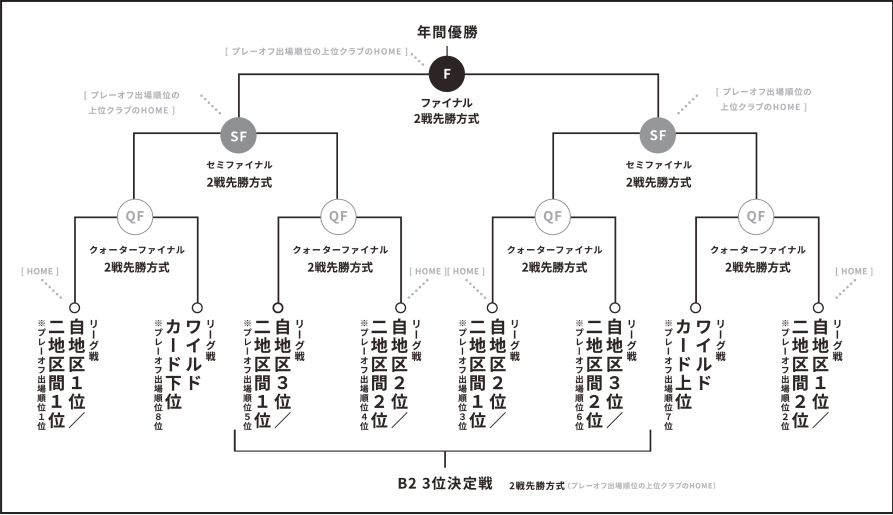 年間優勝
[ プレーオフ出場順位の上位クラブのHOME ]
F
ファイナル
2戦先勝方式
[ プレーオフ出場順位の
上位クラブのHOME ]
[ プレーオフ出場順位の
上位クラブのHOME ]
SF
セミファイナル
2戦先勝方式
SF
セミファイナル
2戦先勝方式
QF
クォーターファイナル
2戦先勝方式
QF
クォーターファイナル
2戦先勝方式
QF
クォーターファイナル
2戦先勝方式
QF
クォーターファイナル
2戦先勝方式
[ HOME ]
[ HOME ]
[ HOME ]
[ HOME ]
リーグ戦
自地区1位／
二地区間1位
※プレーオフ出場順位1位
リーグ戦
ワイルド
カード下位
※プレーオフ出場順位8位
リーグ戦
自地区3位／
二地区間1位
※プレーオフ出場順位5位
リーグ戦
自地区2位／
二地区間2位
※プレーオフ出場順位4位
リーグ戦
自地区2位／
二地区間1位
※プレーオフ出場順位3位
リーグ戦
自地区3位／
二地区間2位
※プレーオフ出場順位6位
リーグ戦
ワイルド
カード上位
※プレーオフ出場順位7位
リーグ戦
自地区1位／
二地区間2位
※プレーオフ出場順位2位
B2 3位決定戦 2戦先勝方式（プレーオフ出場順位の上位クラブのHOME）